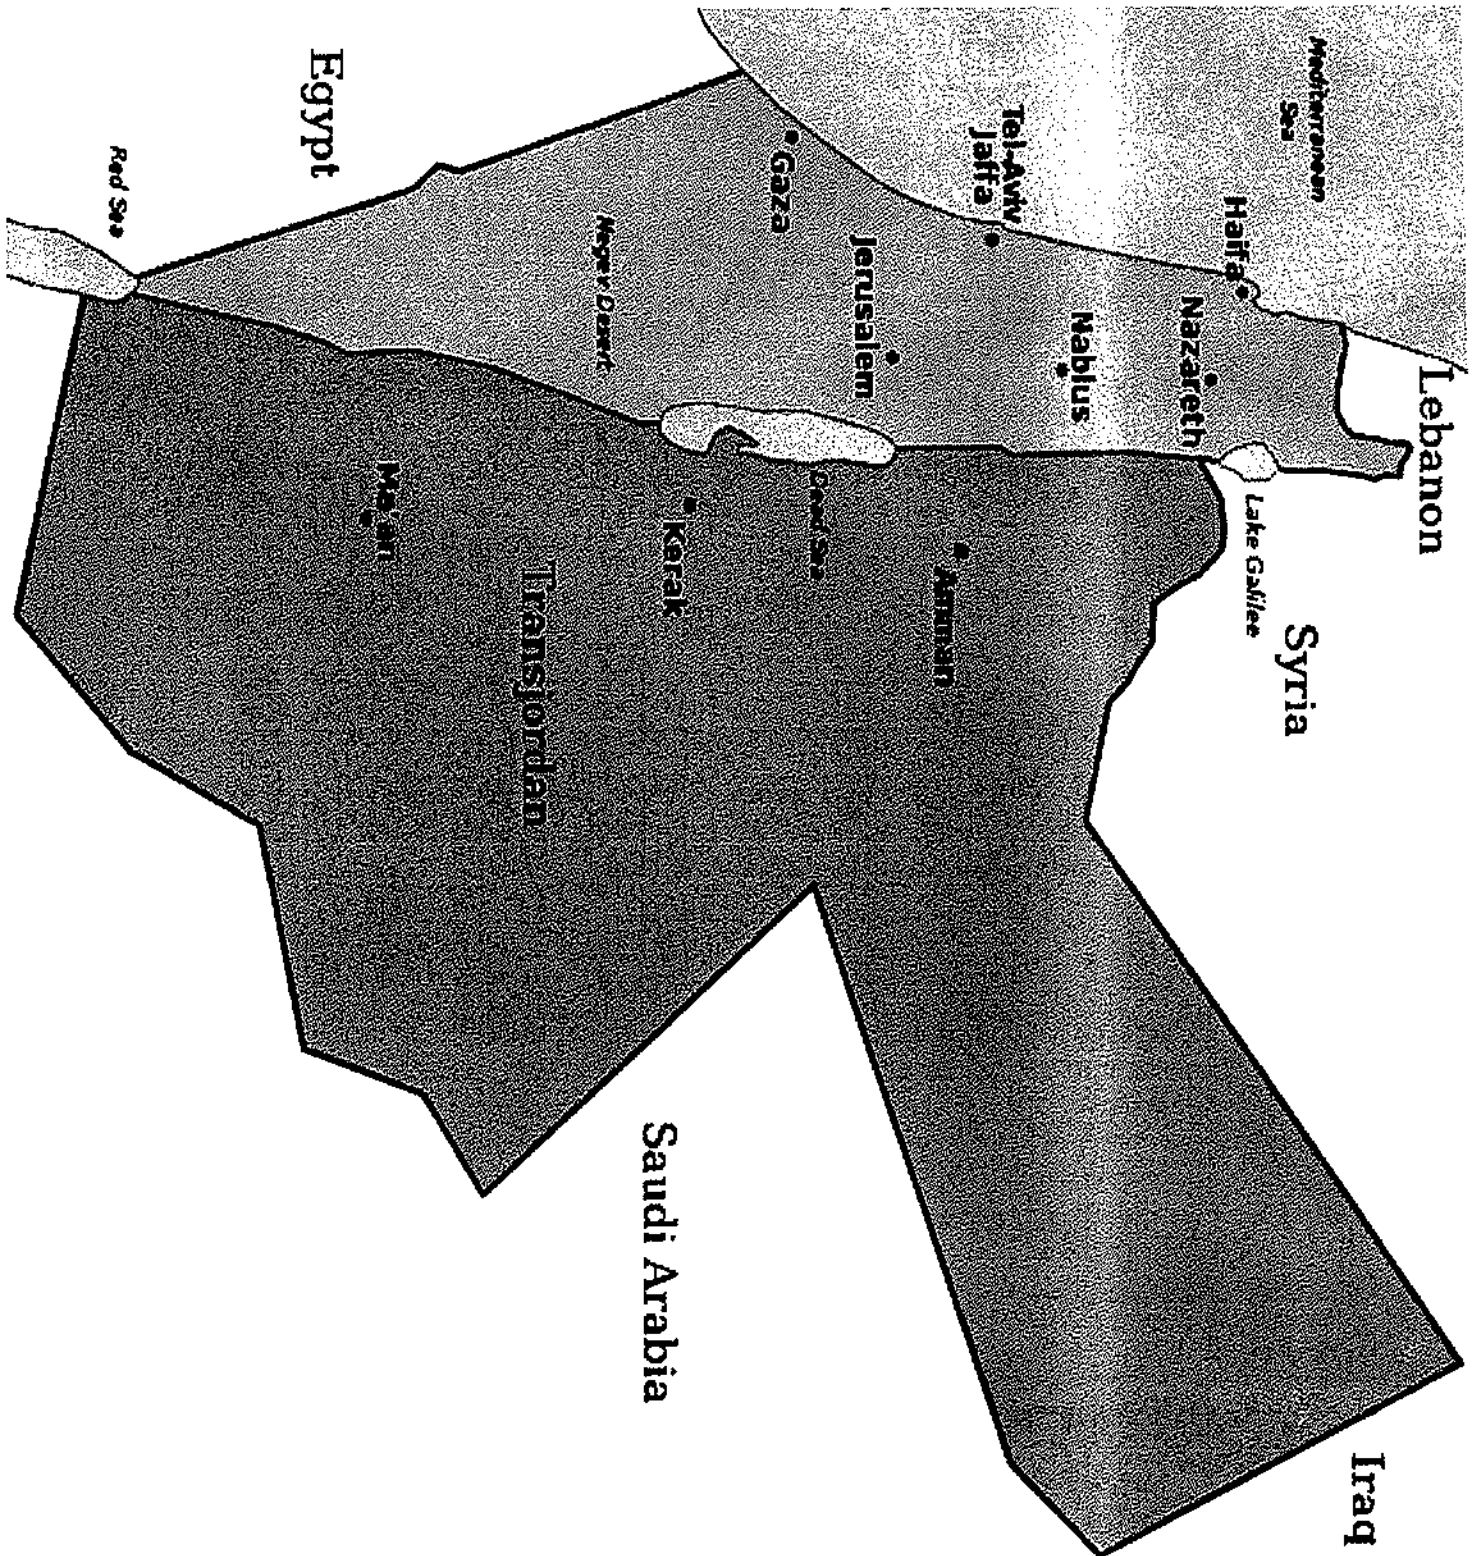 Lebanon
Mediterranean
Sea
Haifa
Lake Galilee
Syria
Nazareth
Iraq
Nablus
Tel-Aviv
Jaffa
Amman
Jerusalem
Dead Sea
Gaza
Karak
Saudi Arabia
Negev Desert
Transjordan
Ma'an
Egypt
Red Sea